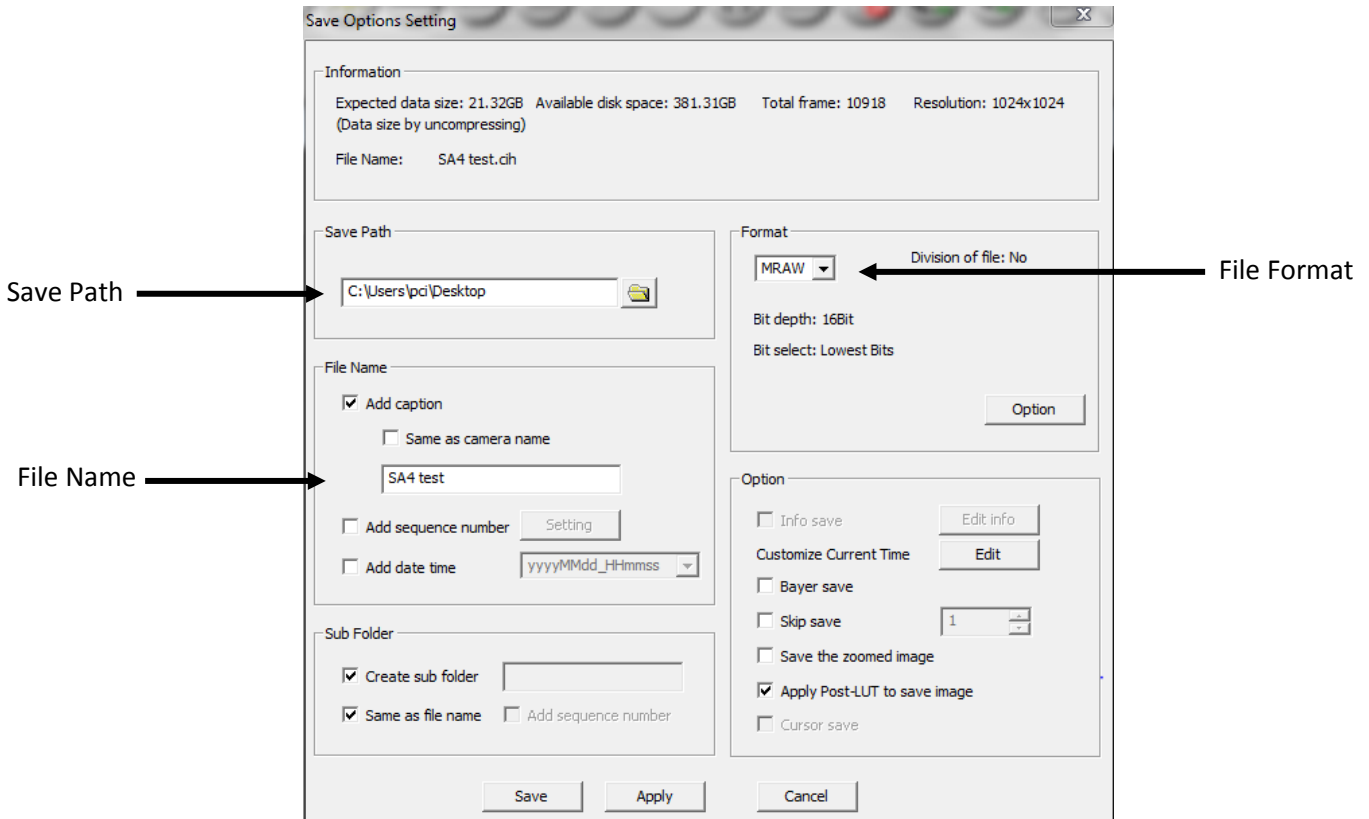 Save Options Setting
Information
Expected data size: 21.32GB Available disk space: 381.31GB Total frame: 10918 Resolution: 1024x1024
(Data size by uncompressing)
File Name: SA4 test.cih
Save Path
Save Path
C:\Users\pci\Desktop
Format
MRAW
Division of file: No
File Format
Bit depth: 16Bit
Bit select: Lowest Bits
Option
File Name
Add caption
Same as camera name
File Name
SA4 test
Add sequence number Setting
Add date time yyyyMMdd_HHmmss
Sub Folder
Create sub folder
Same as file name Add sequence number
Option
Info save Edit info
Customize Current Time Edit
Bayer save
Skip save 1
Save the zoomed image
Apply Post-LUT to save image
Cursor save
Save Apply Cancel